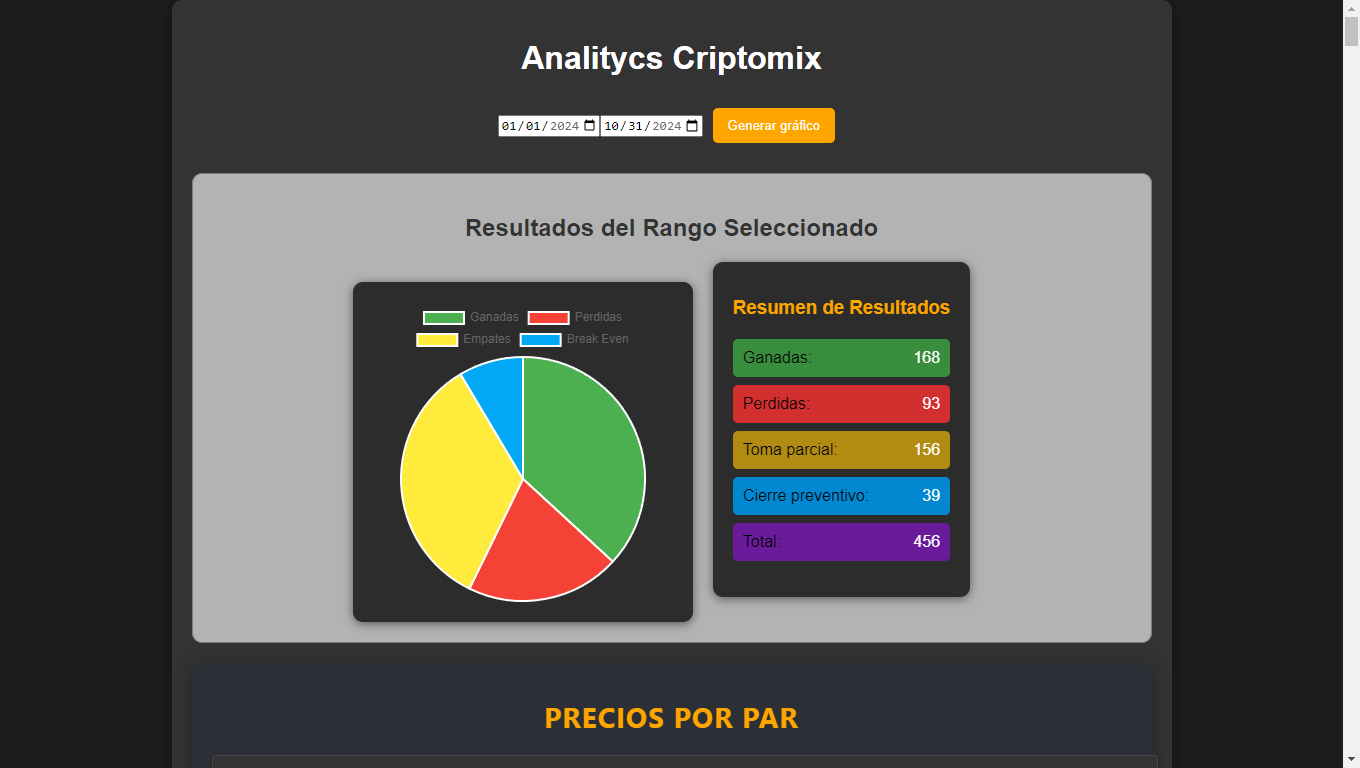 Analitycs Criptomix
01/01/2024 10/31/2024 Generar gráfico
Resultados del Rango Seleccionado
Ganadas Perdidas
Empates Break Even
Resumen de Resultados
Ganadas: 168
Perdidas: 93
Toma parcial: 156
Cierre preventivo: 39
Total: 456
PRECIOS POR PAR